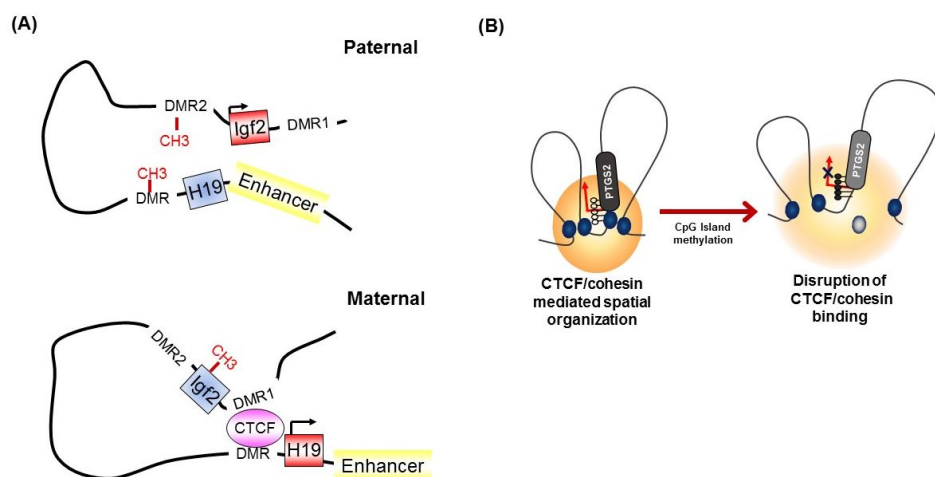 (A)
Paternal
DMR2
Igf2
DMR1
CH3
CH3
DMR
H19
Enhancer
Maternal
DMR2
CH3
Igf2
DMR1
CTCF
DMR
H19
Enhancer
(B)
PTGS2
PTGS2
CpG Island
methylation
CTCF/cohesin
mediated spatial
organization
Disruption of
CTCF/cohesin
binding